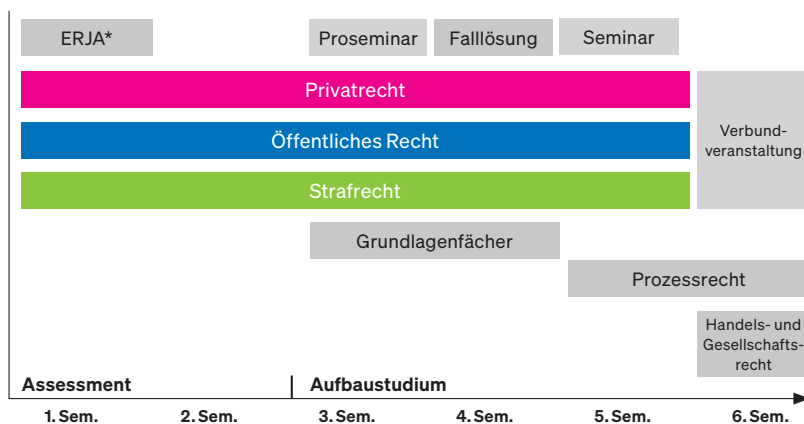 ERJA*
Proseminar
Falllösung
Seminar
Privatrecht
Öffentliches Recht
Strafrecht
Verbund-
veranstaltung
Grundlagenfächer
Prozessrecht
Handels- und
Gesellschafts-
recht
Assessment
Aufbaustudium
1. Sem.
2. Sem.
3. Sem.
4. Sem.
5. Sem.
6. Sem.